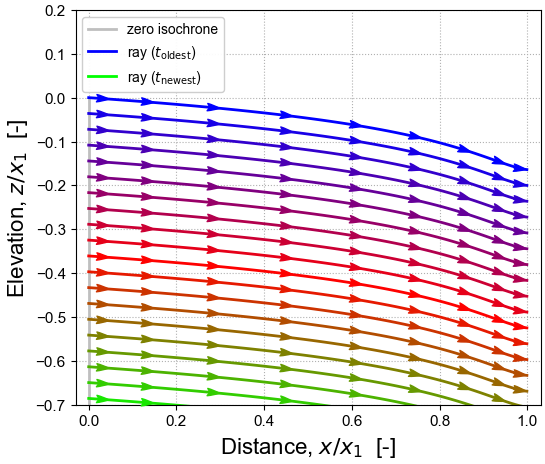 zero isochrone
ray (t_oldest)
ray (t_newest)
0.2
0.1
0.0
−0.1
−0.2
−0.3
−0.4
−0.5
−0.6
−0.7
Elevation, z/x₁ [-]
0.0 0.2 0.4 0.6 0.8 1.0
Distance, x/x₁ [-]